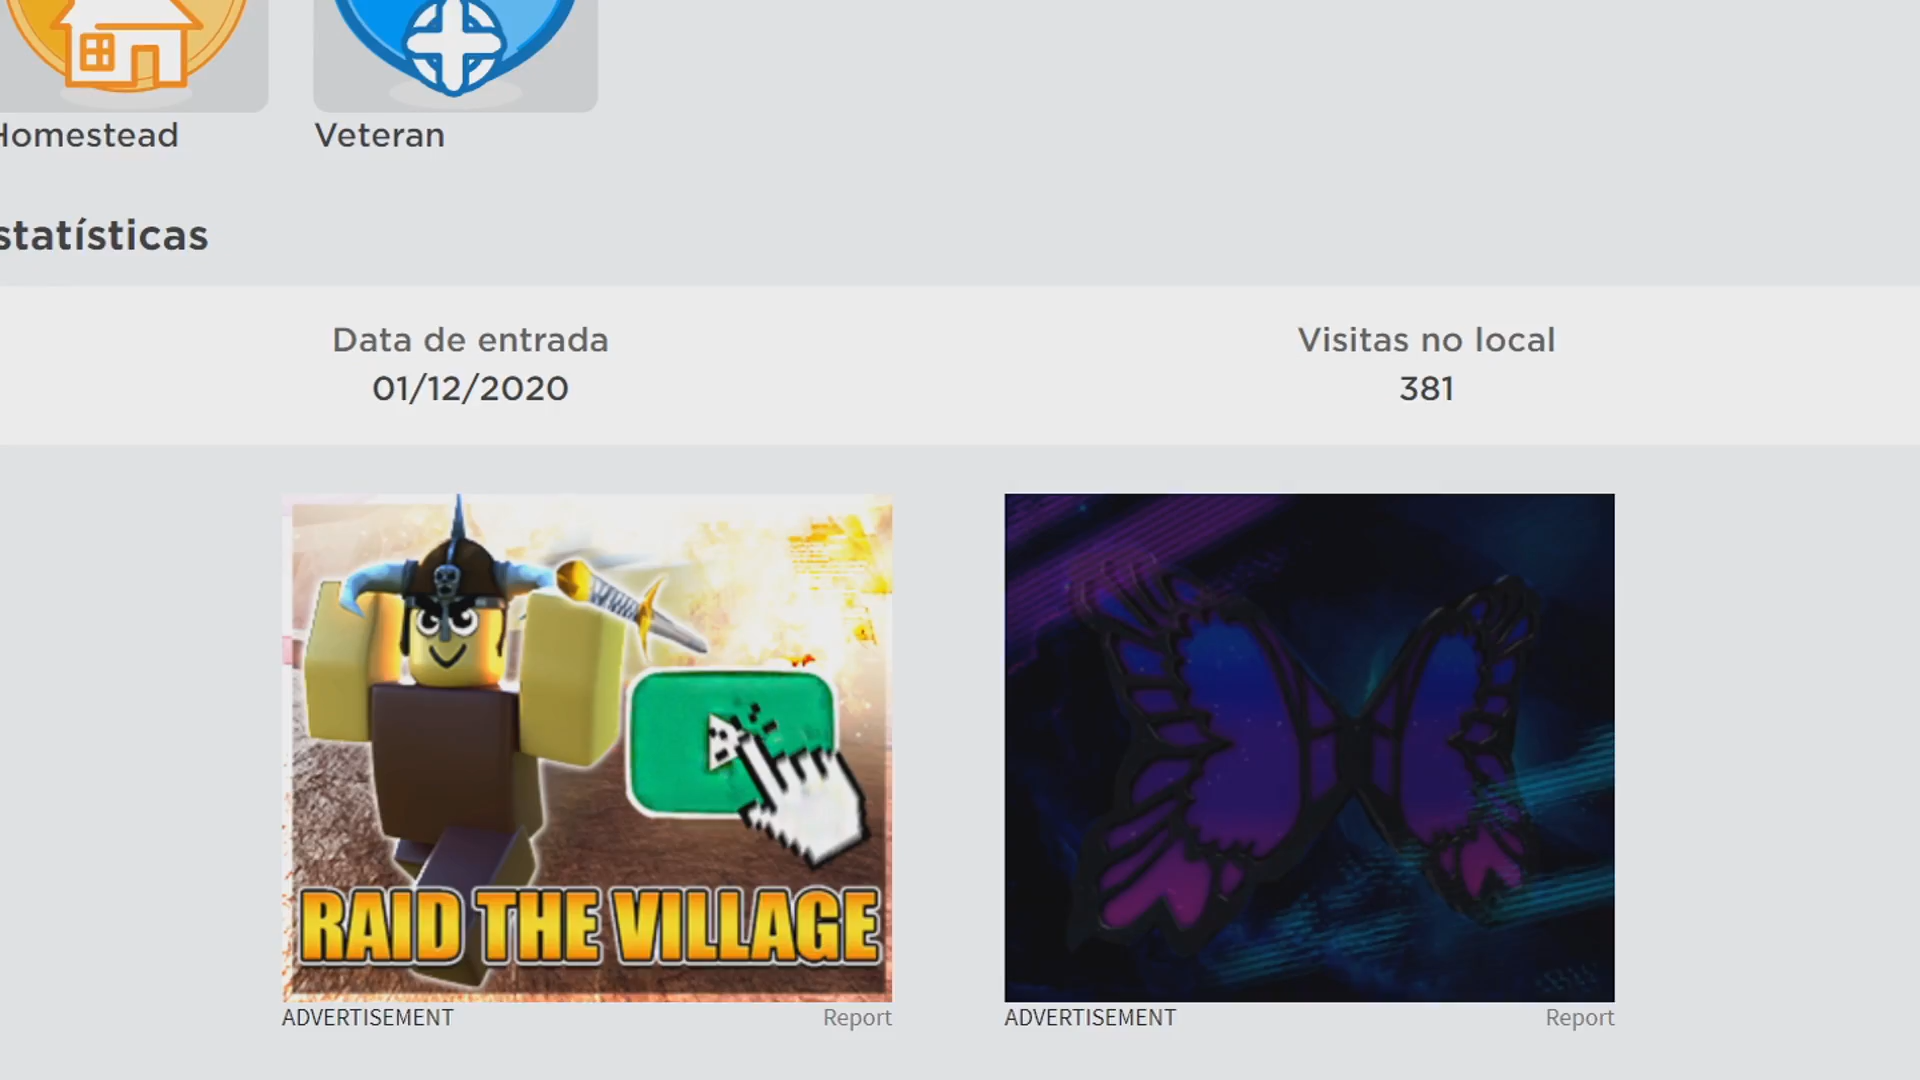 Homestead
Veteran
statísticas
Data de entrada
01/12/2020
Visitas no local
381
RAID THE VILLAGE
ADVERTISEMENT
Report
ADVERTISEMENT
Report